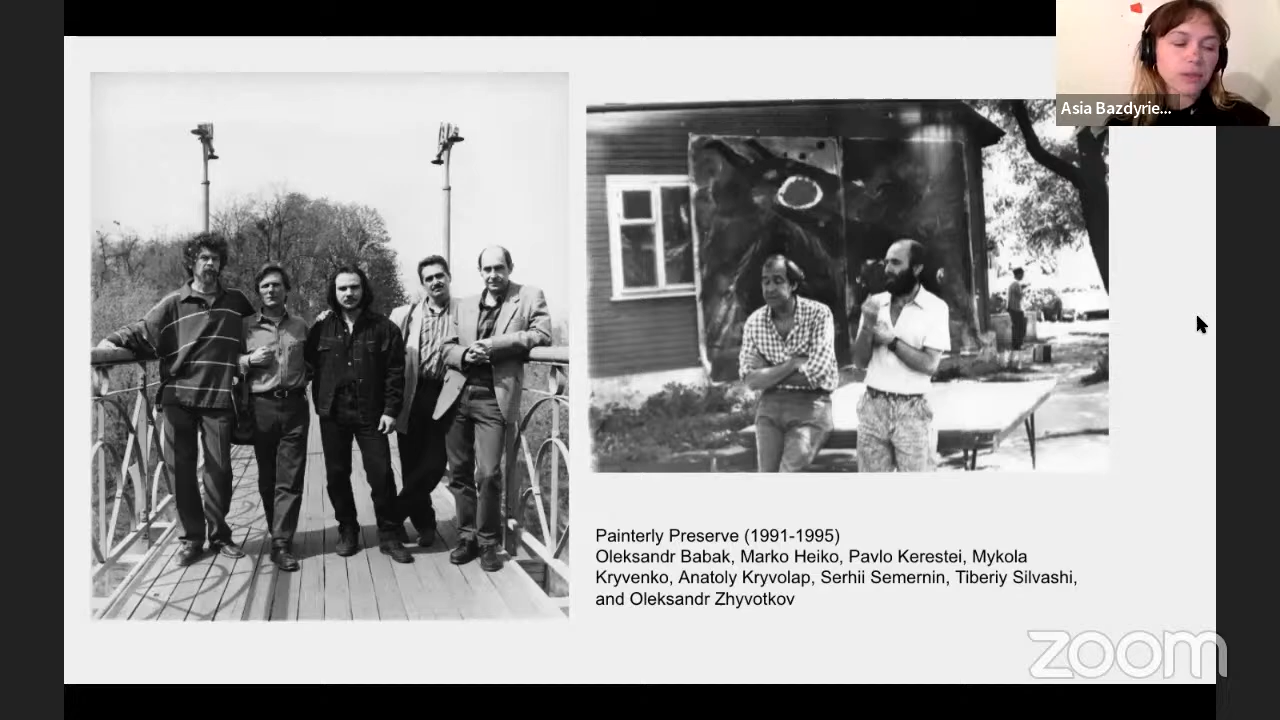 Asia Bazdyrie...
Painterly Preserve (1991-1995)
Oleksandr Babak, Marko Heiko, Pavlo Kerestei, Mykola
Kryvenko, Anatoly Kryvolap, Serhii Semernin, Tiberiy Silvashi,
and Oleksandr Zhyvotkov
zoom